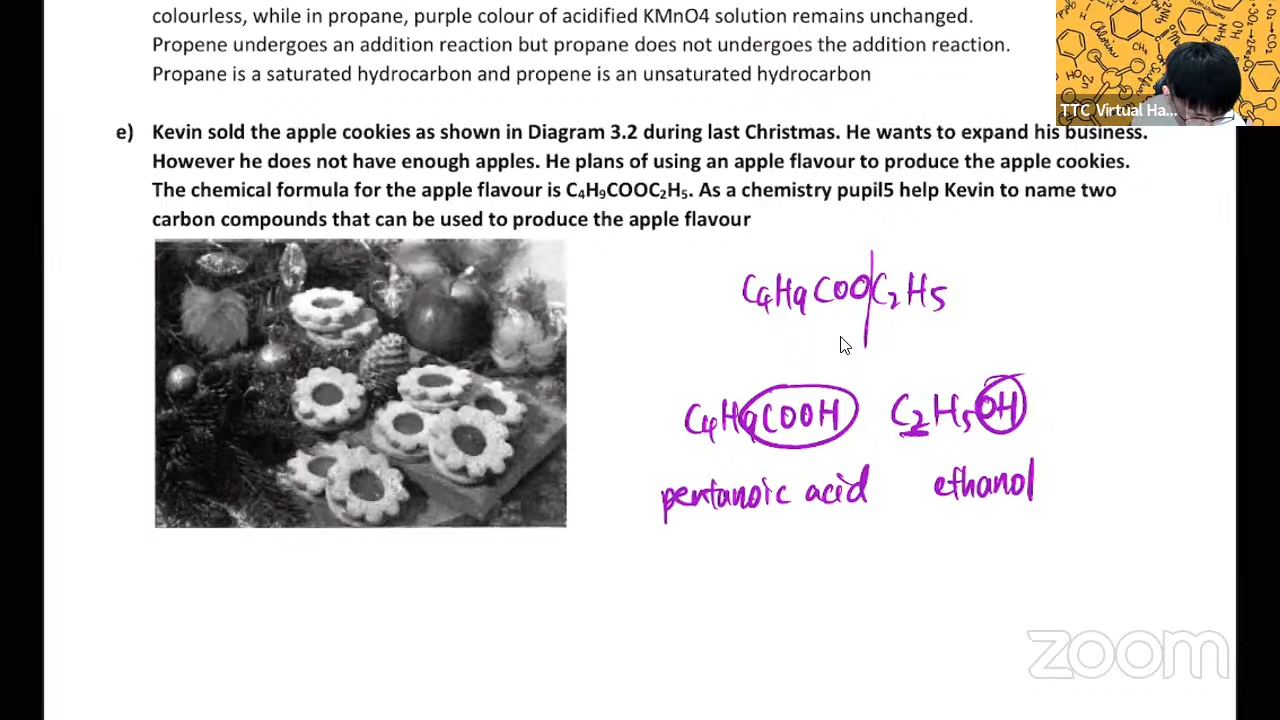 colourless, while in propane, purple colour of acidified KMnO4 solution remains unchanged.
Propene undergoes an addition reaction but propane does not undergoes the addition reaction.
Propane is a saturated hydrocarbon and propene is an unsaturated hydrocarbon
TTC Virtual Ha...
e) Kevin sold the apple cookies as shown in Diagram 3.2 during last Christmas. He wants to expand his business.
However he does not have enough apples. He plans of using an apple flavour to produce the apple cookies.
The chemical formula for the apple flavour is C₄H₉COOC₂H₅. As a chemistry pupil5 help Kevin to name two
carbon compounds that can be used to produce the apple flavour
C₄H₉COO|C₂H₅
C₄H₉COOH C₂H₅OH
pentanoic acid ethanol
zoom